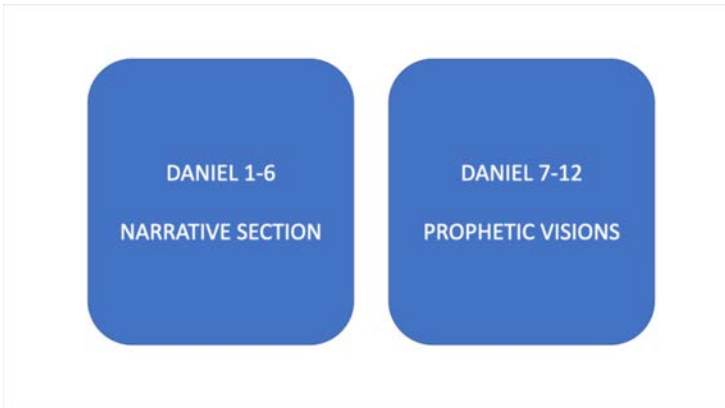 DANIEL 1-6
NARRATIVE SECTION
DANIEL 7-12
PROPHETIC VISIONS